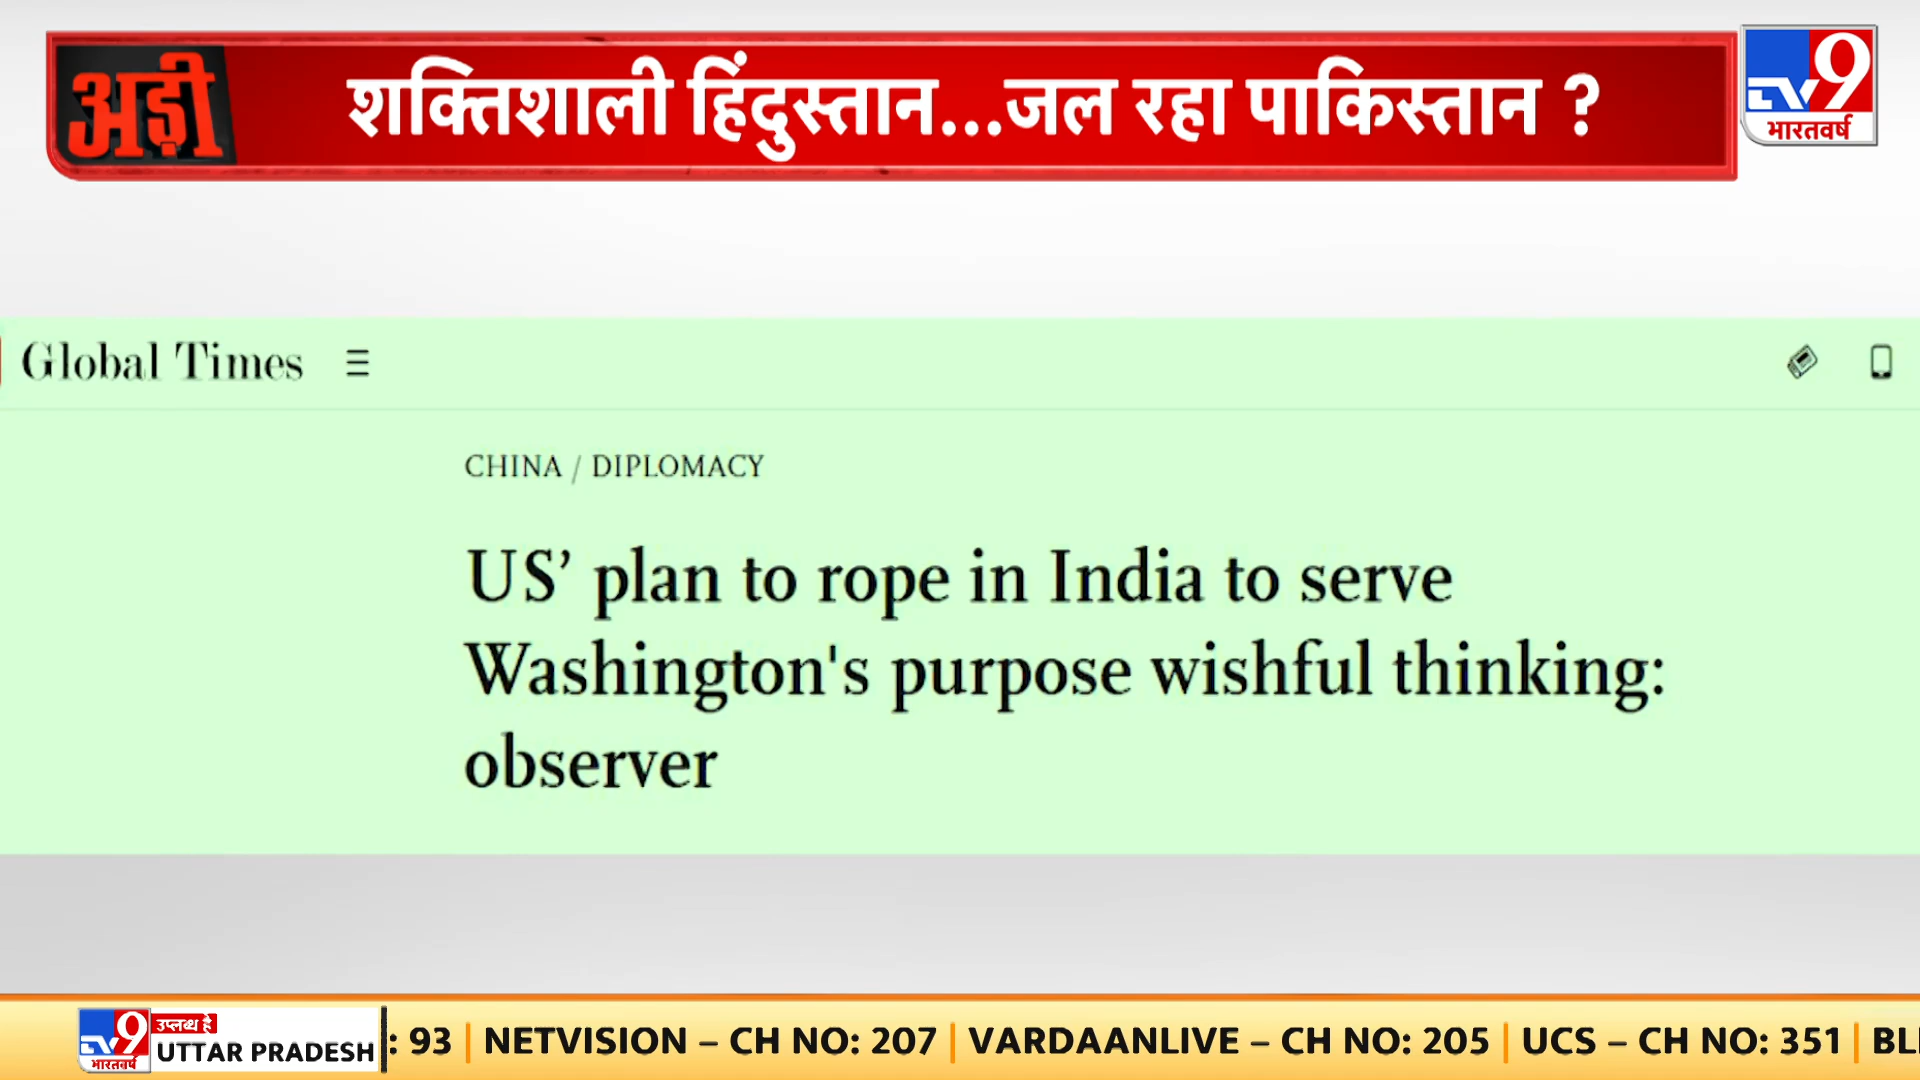 अड़ी
शक्तिशाली हिंदुस्तान...जल रहा पाकिस्तान ?
TV9
भारतवर्ष
Global Times
CHINA / DIPLOMACY
US’ plan to rope in India to serve
Washington's purpose wishful thinking:
observer
TV9
भारतवर्ष
उप्लब्ध है
UTTAR PRADESH
: 93 | NETVISION – CH NO: 207 | VARDAANLIVE – CH NO: 205 | UCS – CH NO: 351 |